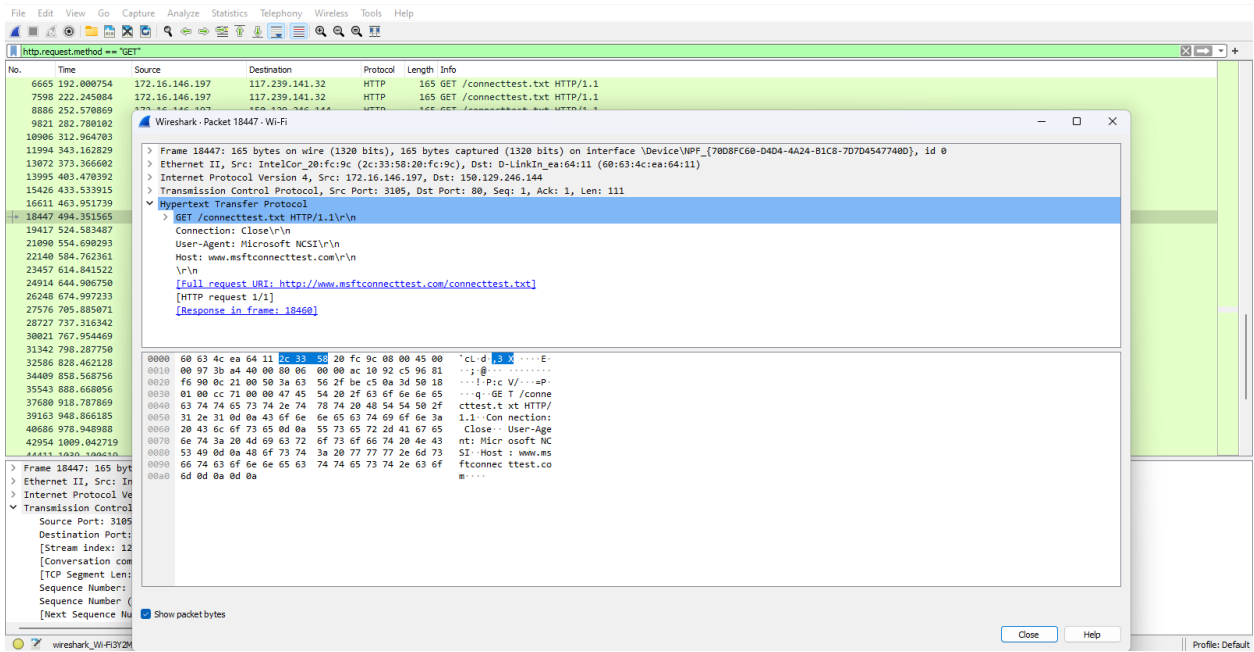 File Edit View Go Capture Analyze Statistics Telephony Wireless Tools Help
http.request.method == "GET"
No. Time Source Destination Protocol Length Info
6665 192.000754 172.16.146.197 117.239.141.32 HTTP 165 GET /connecttest.txt HTTP/1.1
7598 222.245084 172.16.146.197 117.239.141.32 HTTP 165 GET /connecttest.txt HTTP/1.1
8886 252.570869 172.16.146.197 150.129.246.144 HTTP 165 GET /connecttest.txt HTTP/1.1
9821 282.780102
10906 312.964703
11994 343.162829
13072 373.366602
13995 403.470392
15426 433.533915
16611 463.951739
18447 494.351565
19417 524.583487
21090 554.690293
22140 584.762361
23457 614.841522
24914 644.906750
26248 674.997233
27576 705.885071
28727 737.316342
30021 767.954469
31342 798.287750
32586 828.462128
34409 858.568756
35543 888.668056
37680 918.787869
39163 948.866185
40686 978.948988
42954 1009.042719
44411 1039.100619
> Frame 18447: 165 byt
> Ethernet II, Src: In
> Internet Protocol Ve
Transmission Control
Source Port: 3105
Destination Port:
[Stream index: 12
[Conversation com
[TCP Segment Len:
Sequence Number:
Sequence Number (
[Next Sequence Nu
wireshark_Wi-Fi3Y2M
Profile: Default
Wireshark · Packet 18447 · Wi-Fi
> Frame 18447: 165 bytes on wire (1320 bits), 165 bytes captured (1320 bits) on interface \Device\NPF_{70D8FC60-D4D4-4A24-B1C8-7D7D4547740D}, id 0
> Ethernet II, Src: IntelCor_20:fc:9c (2c:33:58:20:fc:9c), Dst: D-LinkIn_ea:64:11 (60:63:4c:ea:64:11)
> Internet Protocol Version 4, Src: 172.16.146.197, Dst: 150.129.246.144
> Transmission Control Protocol, Src Port: 3105, Dst Port: 80, Seq: 1, Ack: 1, Len: 111
Hypertext Transfer Protocol
> GET /connecttest.txt HTTP/1.1\r\n
Connection: Close\r\n
User-Agent: Microsoft NCSI\r\n
Host: www.msftconnecttest.com\r\n
\r\n
[Full request URI: http://www.msftconnecttest.com/connecttest.txt]
[HTTP request 1/1]
[Response in frame: 18460]
0000 60 63 4c ea 64 11 2c 33 58 20 fc 9c 08 00 45 00 `cL·d·,3 X ····E·
0010 00 97 3b a4 40 00 80 06 00 00 ac 10 92 c5 96 81 ··;·@··· ········
0020 f6 90 0c 21 00 50 3a 63 56 2f be c5 0a 3d 50 18 ···!·P:c V/···=P·
0030 01 00 cc 71 00 00 47 45 54 20 2f 63 6f 6e 6e 65 ···q··GE T /conne
0040 63 74 74 65 73 74 2e 74 78 74 20 48 54 54 50 2f cttest.t xt HTTP/
0050 31 2e 31 0d 0a 43 6f 6e 6e 65 63 74 69 6f 6e 3a 1.1··Con nection:
0060 20 43 6c 6f 73 65 0d 0a 55 73 65 72 2d 41 67 65 Close·· User-Age
0070 6e 74 3a 20 4d 69 63 72 6f 73 6f 66 74 20 4e 43 nt: Micr osoft NC
0080 53 49 0d 0a 48 6f 73 74 3a 20 77 77 77 2e 6d 73 SI··Host : www.ms
0090 66 74 63 6f 6e 6e 65 63 74 74 65 73 74 2e 63 6f ftconnec ttest.co
00a0 6d 0d 0a 0d 0a m····
Show packet bytes
Close Help